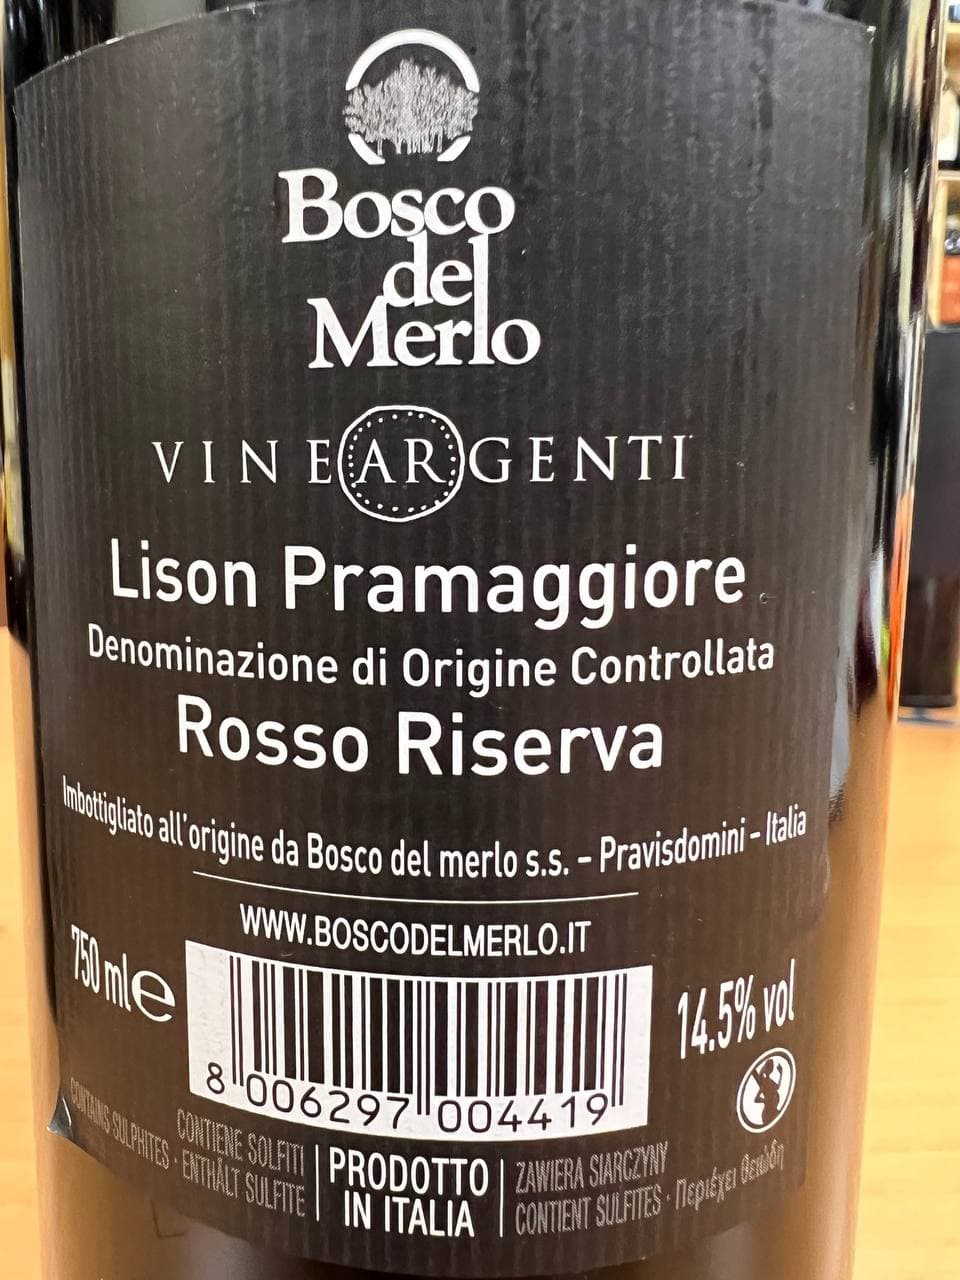 Bosco
del
Merlo
VINEARGENTI
Lison Pramaggiore
Denominazione di Origine Controllata
Rosso Riserva
Imbottigliato all'origine da Bosco del merlo s.s. – Pravisdomini – Italia
WWW.BOSCODELMERLO.IT
750 ml e
14.5% vol
8 006297 004419
CONTIENE SOLFITI
CONTAINS SULPHITES · ENTHÄLT SULFITE
PRODOTTO
IN ITALIA
ZAWIERA SIARCZYNY
CONTIENT SULFITES · Περιέχει Θειώδη